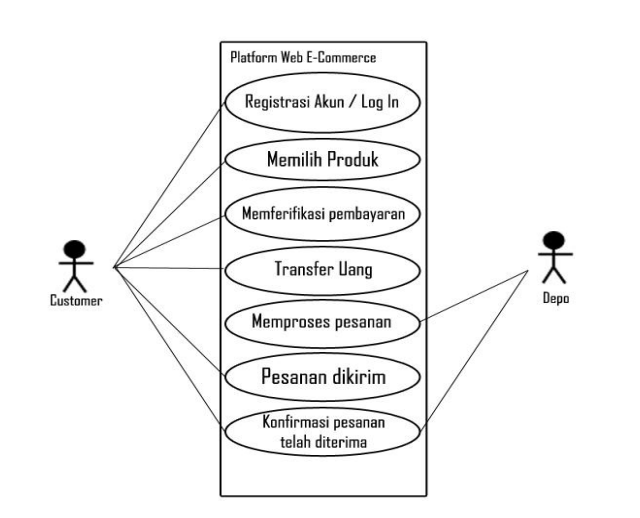 Platform Web E-Commerce
Registrasi Akun / Log In
Memilih Produk
Memferifikasi pembayaran
Transfer Uang
Memproses pesanan
Pesanan dikirim
Konfirmasi pesanan
telah diterima
Customer
Depo